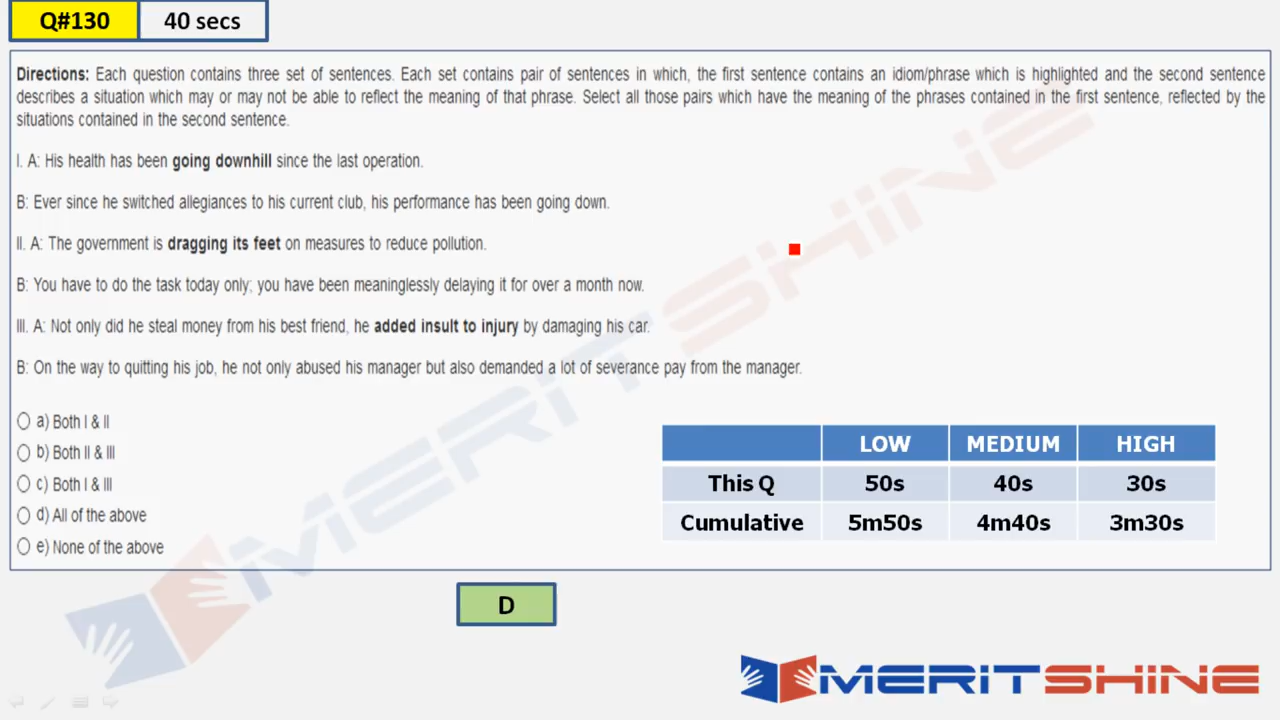 Q#130 40 secs
Directions: Each question contains three set of sentences. Each set contains pair of sentences in which, the first sentence contains an idiom/phrase which is highlighted and the second sentence
describes a situation which may or may not be able to reflect the meaning of that phrase. Select all those pairs which have the meaning of the phrases contained in the first sentence, reflected by the
situations contained in the second sentence.
I. A: His health has been going downhill since the last operation.
B: Ever since he switched allegiances to his current club, his performance has been going down.
II. A: The government is dragging its feet on measures to reduce pollution.
B: You have to do the task today only; you have been meaninglessly delaying it for over a month now.
III. A: Not only did he steal money from his best friend, he added insult to injury by damaging his car.
B: On the way to quitting his job, he not only abused his manager but also demanded a lot of severance pay from the manager.
a) Both I & II
b) Both II & III
c) Both I & III
d) All of the above
e) None of the above
LOW MEDIUM HIGH
This Q 50s 40s 30s
Cumulative 5m50s 4m40s 3m30s
D
MERITSHINE
MERITSHINE